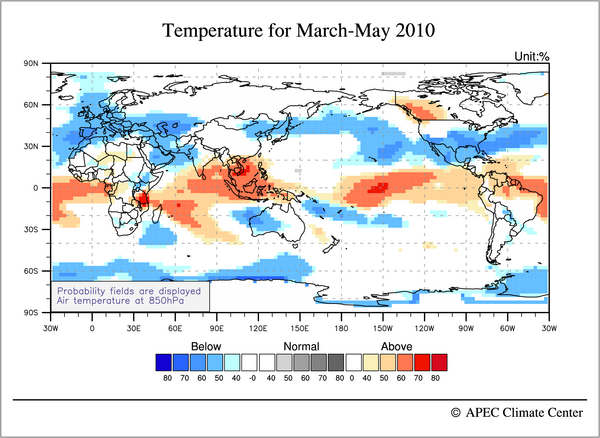 Temperature for March-May 2010
Unit:%
90N
60N
30N
0
30S
60S
90S
Probability fields are displayed
Air temperature at 850hPa
30W 0 30E 60E 90E 120E 150E 180 150W 120W 90W 60W 30W
Below Normal Above
80 70 60 50 40 -0 40 50 60 70 80 0 40 50 60 70 80
© APEC Climate Center